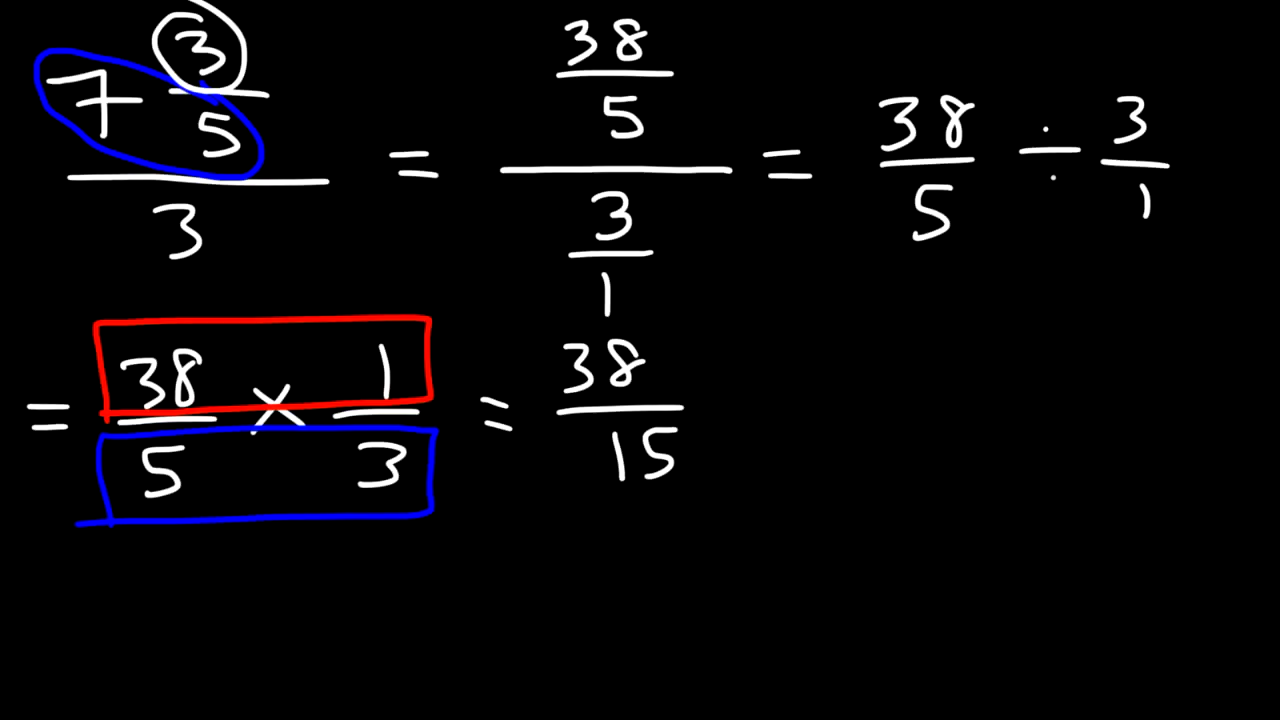 7 3/5 / 3 = 38/5 / 3/1 = 38/5 ÷ 3/1
= 38/5 × 1/3 = 38/15